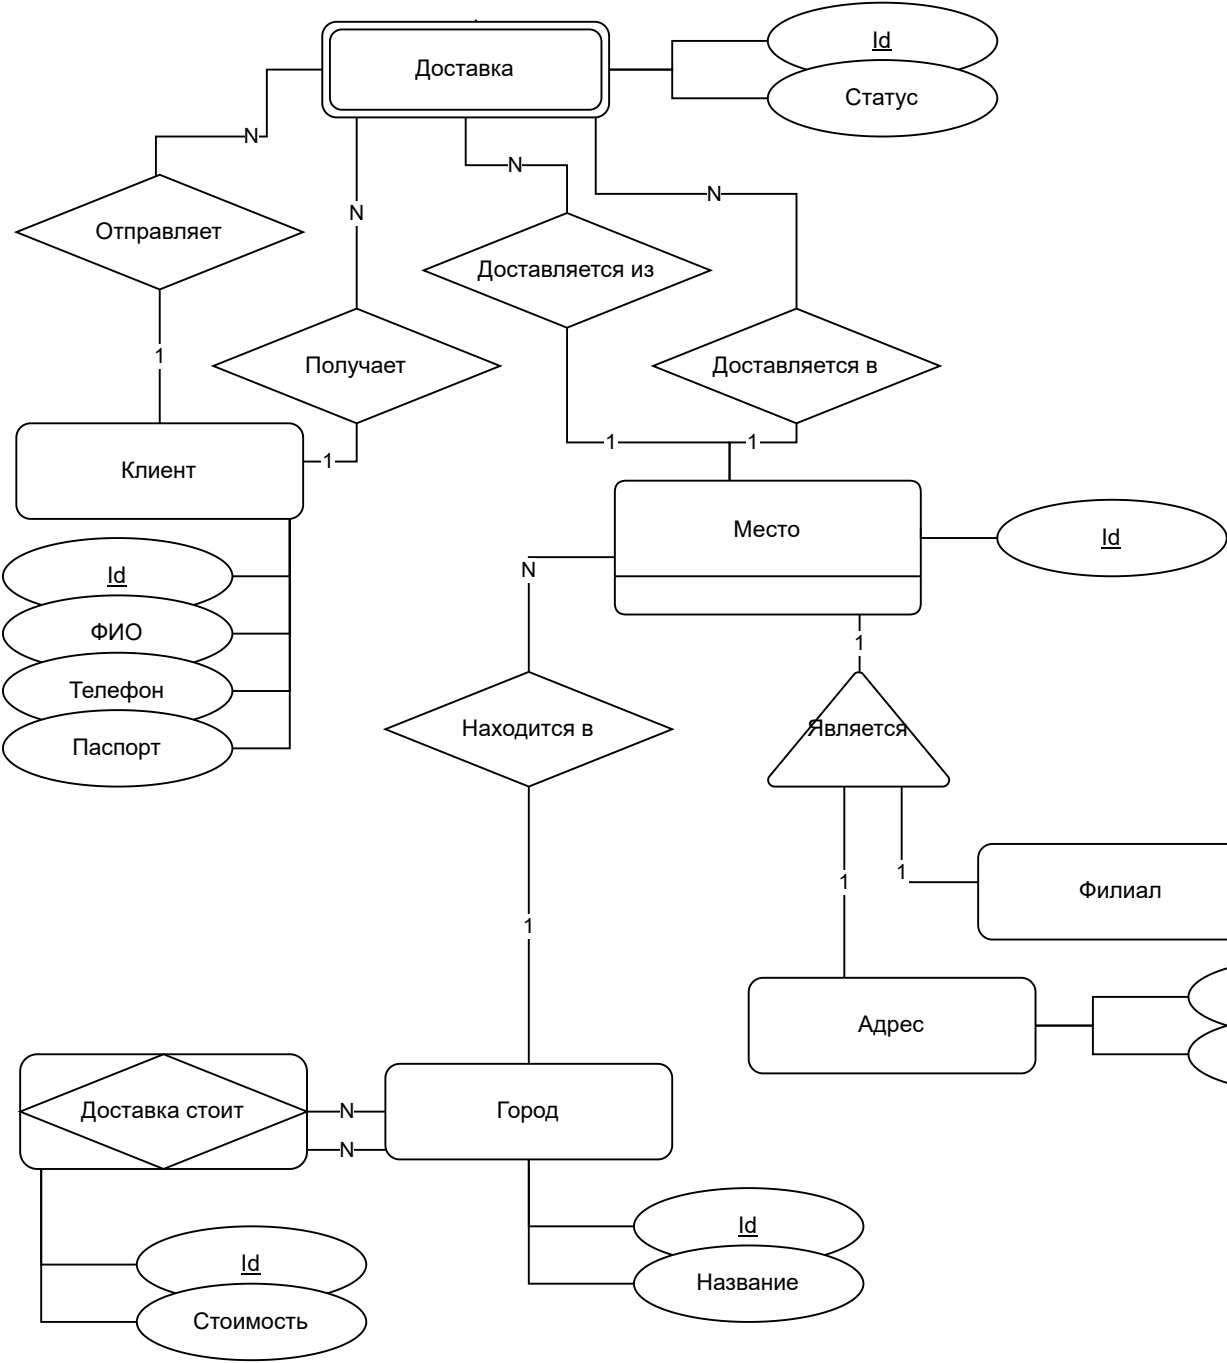 Id
Доставка
Статус
N
N
N
N
Отправляет
Доставляется из
1
Получает
Доставляется в
1
1
1
Клиент
Место
Id
Id
N
ФИО
1
Телефон
Является
Находится в
Паспорт
1
1
Филиал
1
Адрес
Доставка стоит
N
Город
N
Id
Id
Название
Стоимость